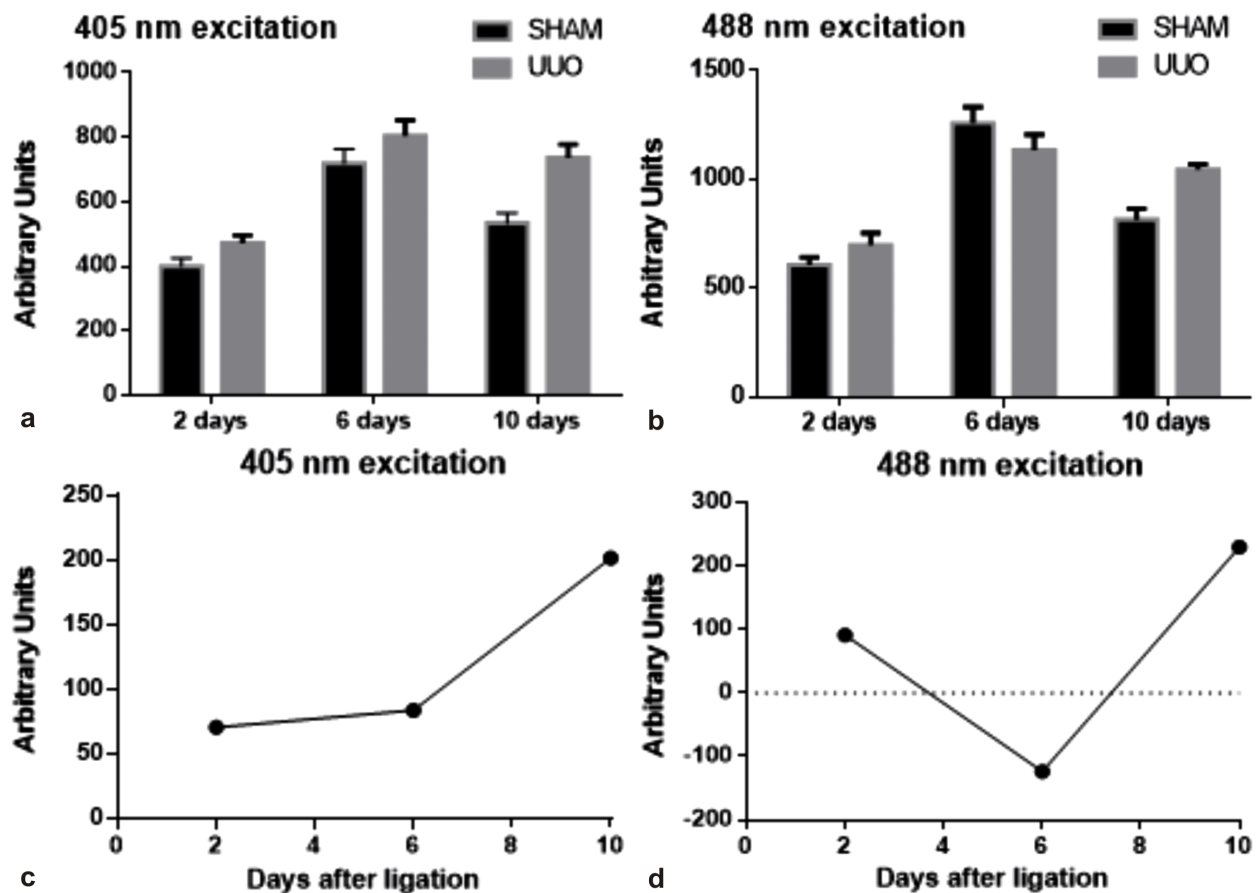 405 nm excitation
SHAM
UUO
1000
800
600
400
200
0
Arbitrary Units
2 days
6 days
10 days
a
488 nm excitation
SHAM
UUO
1500
1000
500
0
Arbitrary Units
2 days
6 days
10 days
b
405 nm excitation
250
200
150
100
50
0
Arbitrary Units
0 2 4 6 8 10
Days after ligation
c
488 nm excitation
300
200
100
0
-100
-200
Arbitrary Units
0 2 4 6 8 10
Days after ligation
d